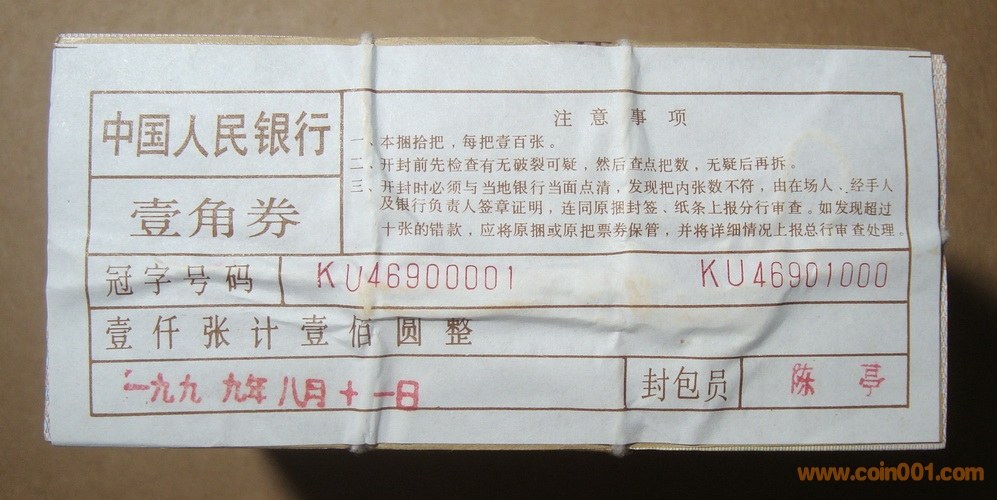 中国人民银行
壹角券
注意事项
一、本捆拾把，每把壹百张。
二、开封前先检查有无破裂可疑，然后查点把数，无疑后再拆。
三、开封时必须与当地银行当面点清，发现把内张数不符，由在场人、经手人
及银行负责人签章证明，连同原捆封签、纸条上报分行审查。如发现超过
十张的错款，应将原捆或原把票券保管，并将详细情况上报总行审查处理。
冠字号码 KU46900001 KU46901000
壹仟张计壹佰圆整
一九九九年八月十一日 封包员 陈亭
www.coin001.com